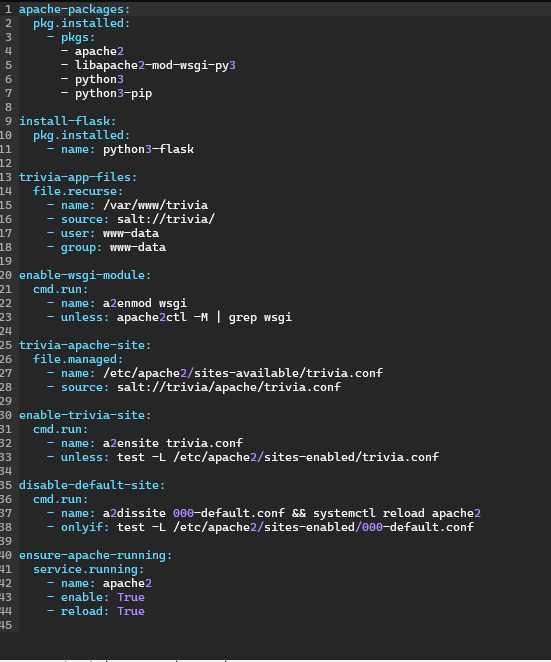 1 apache-packages:
2   pkg.installed:
3     - pkgs:
4       - apache2
5       - libapache2-mod-wsgi-py3
6       - python3
7       - python3-pip
8
9 install-flask:
10   pkg.installed:
11     - name: python3-flask
12
13 trivia-app-files:
14   file.recurse:
15     - name: /var/www/trivia
16     - source: salt://trivia/
17     - user: www-data
18     - group: www-data
19
20 enable-wsgi-module:
21   cmd.run:
22     - name: a2enmod wsgi
23     - unless: apache2ctl -M | grep wsgi
24
25 trivia-apache-site:
26   file.managed:
27     - name: /etc/apache2/sites-available/trivia.conf
28     - source: salt://trivia/apache/trivia.conf
29
30 enable-trivia-site:
31   cmd.run:
32     - name: a2ensite trivia.conf
33     - unless: test -L /etc/apache2/sites-enabled/trivia.conf
34
35 disable-default-site:
36   cmd.run:
37     - name: a2dissite 000-default.conf && systemctl reload apache2
38     - onlyif: test -L /etc/apache2/sites-enabled/000-default.conf
39
40 ensure-apache-running:
41   service.running:
42     - name: apache2
43     - enable: True
44     - reload: True
45